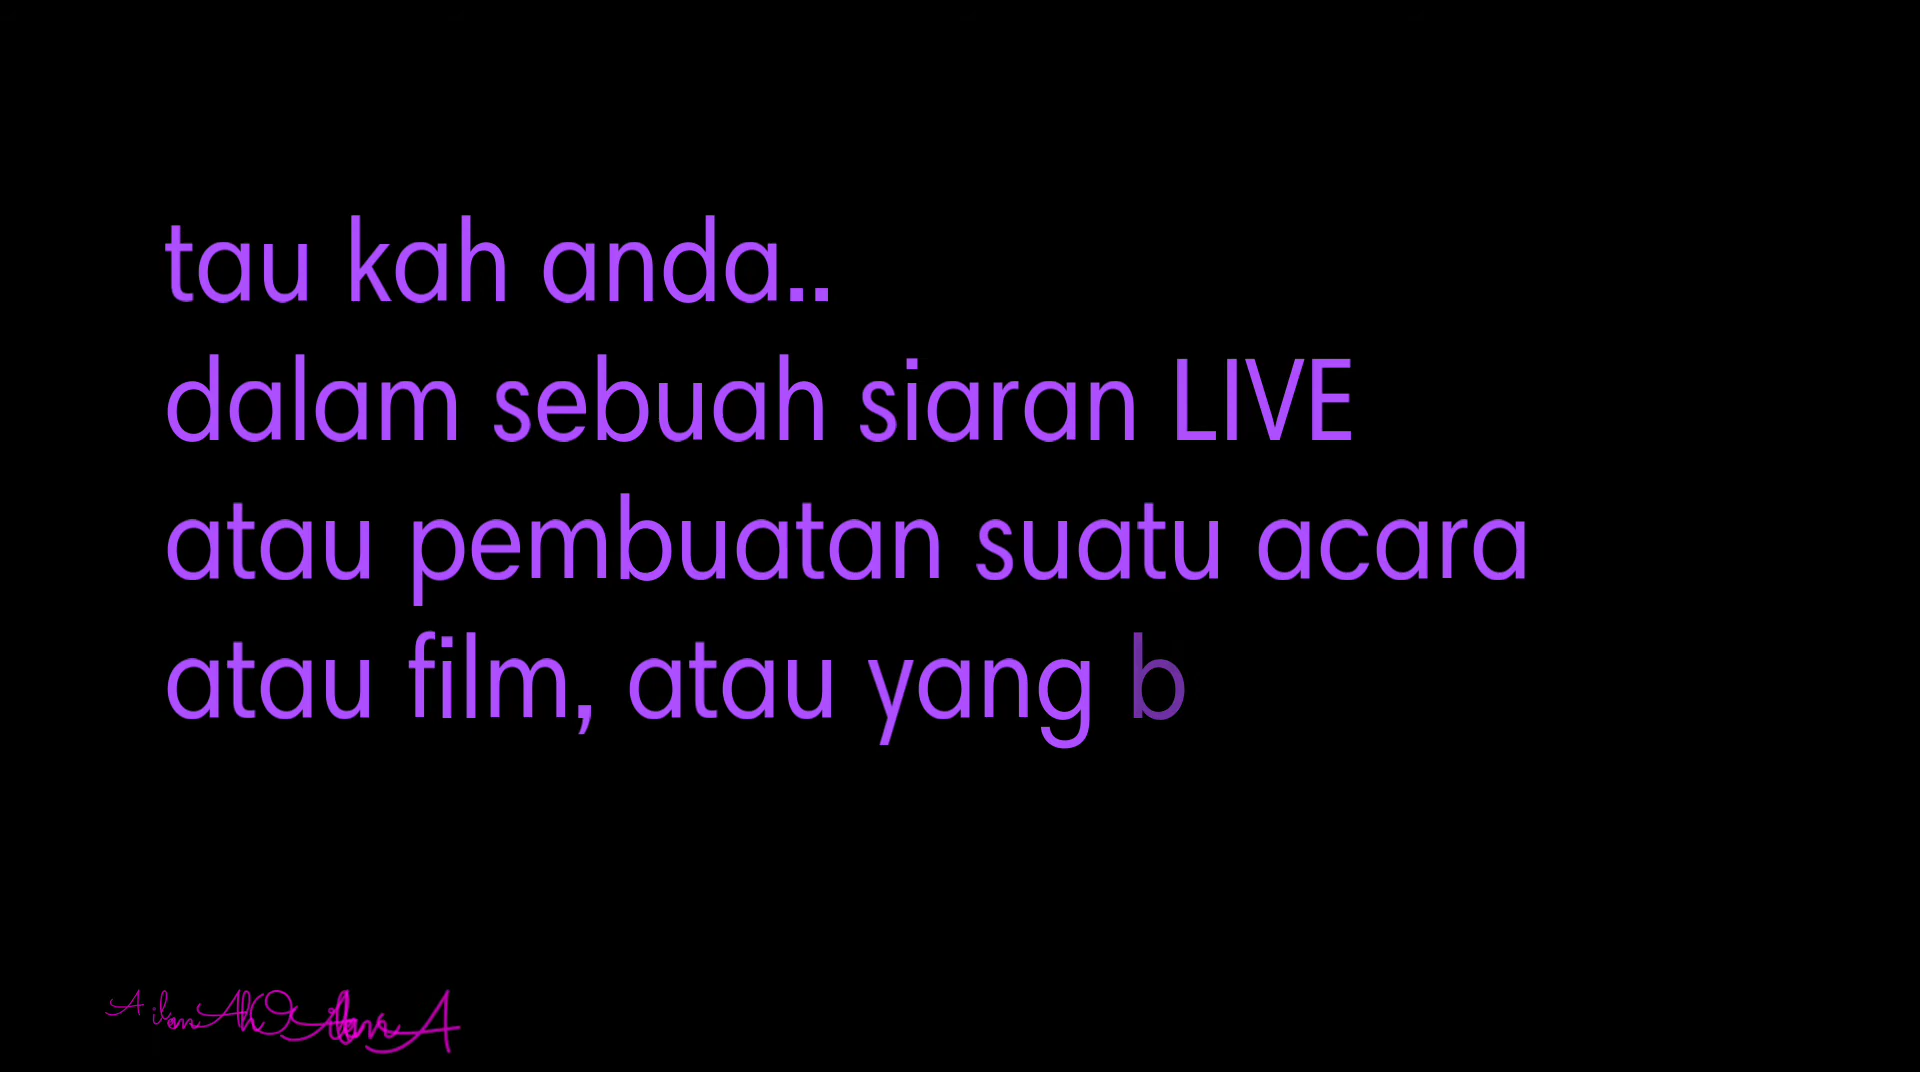 tau kah anda..
dalam sebuah siaran LIVE
atau pembuatan suatu acara
atau film, atau yang b